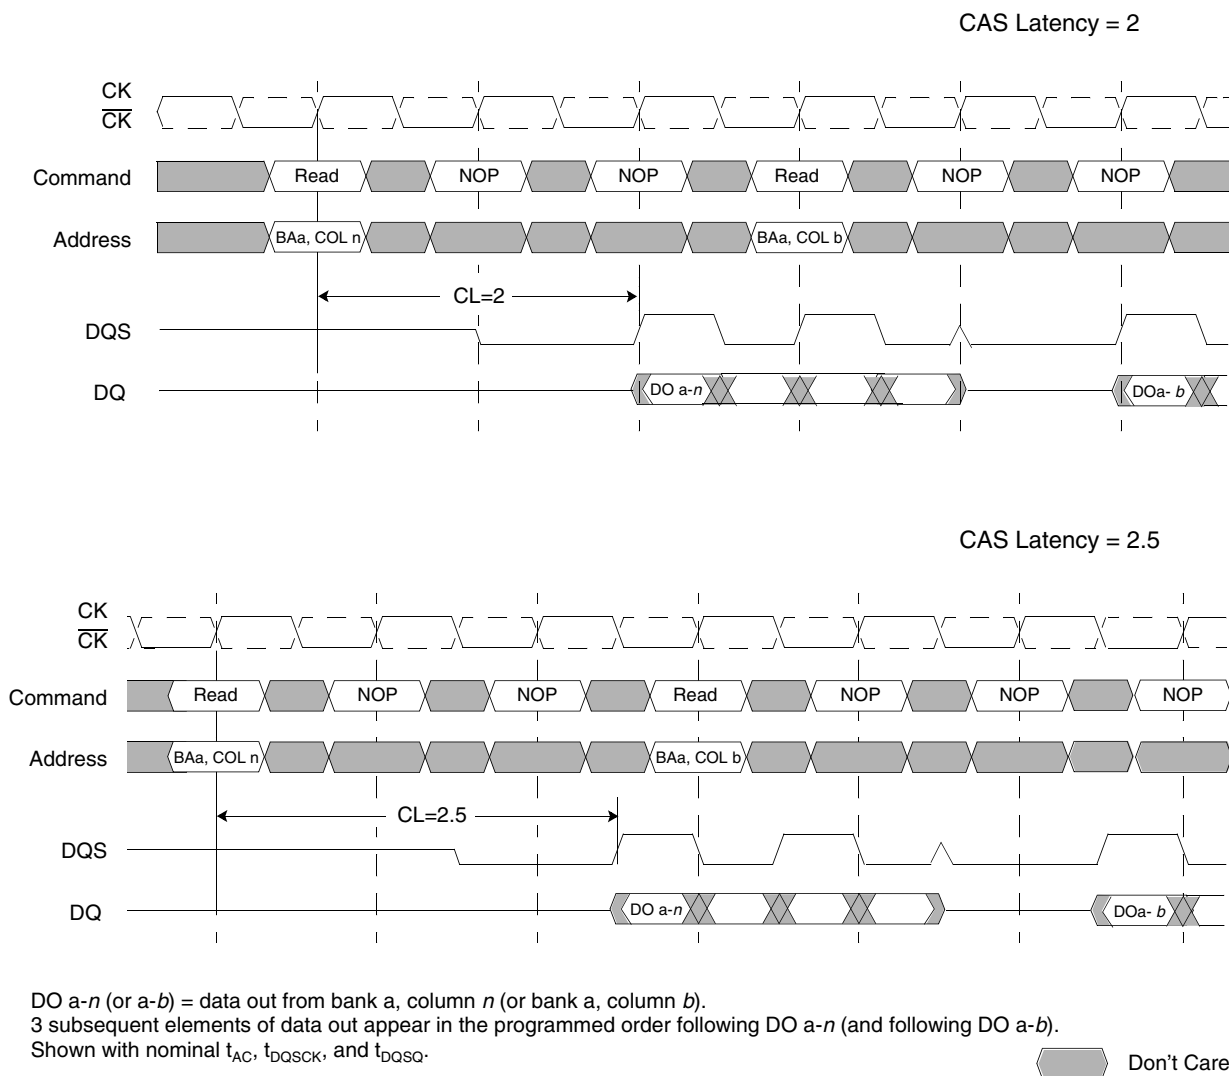 CAS Latency = 2
CK
CK
Command Read NOP NOP Read NOP NOP
Address BAa, COL n BAa, COL b
CL=2
DQS
DQ DO a-n DOa- b
CAS Latency = 2.5
CK
CK
Command Read NOP NOP Read NOP NOP NOP
Address BAa, COL n BAa, COL b
CL=2.5
DQS
DQ DO a-n DOa- b
DO a-n (or a-b) = data out from bank a, column n (or bank a, column b).
3 subsequent elements of data out appear in the programmed order following DO a-n (and following DO a-b).
Shown with nominal tAC, tDQSCK, and tDQSQ.
Don't Care